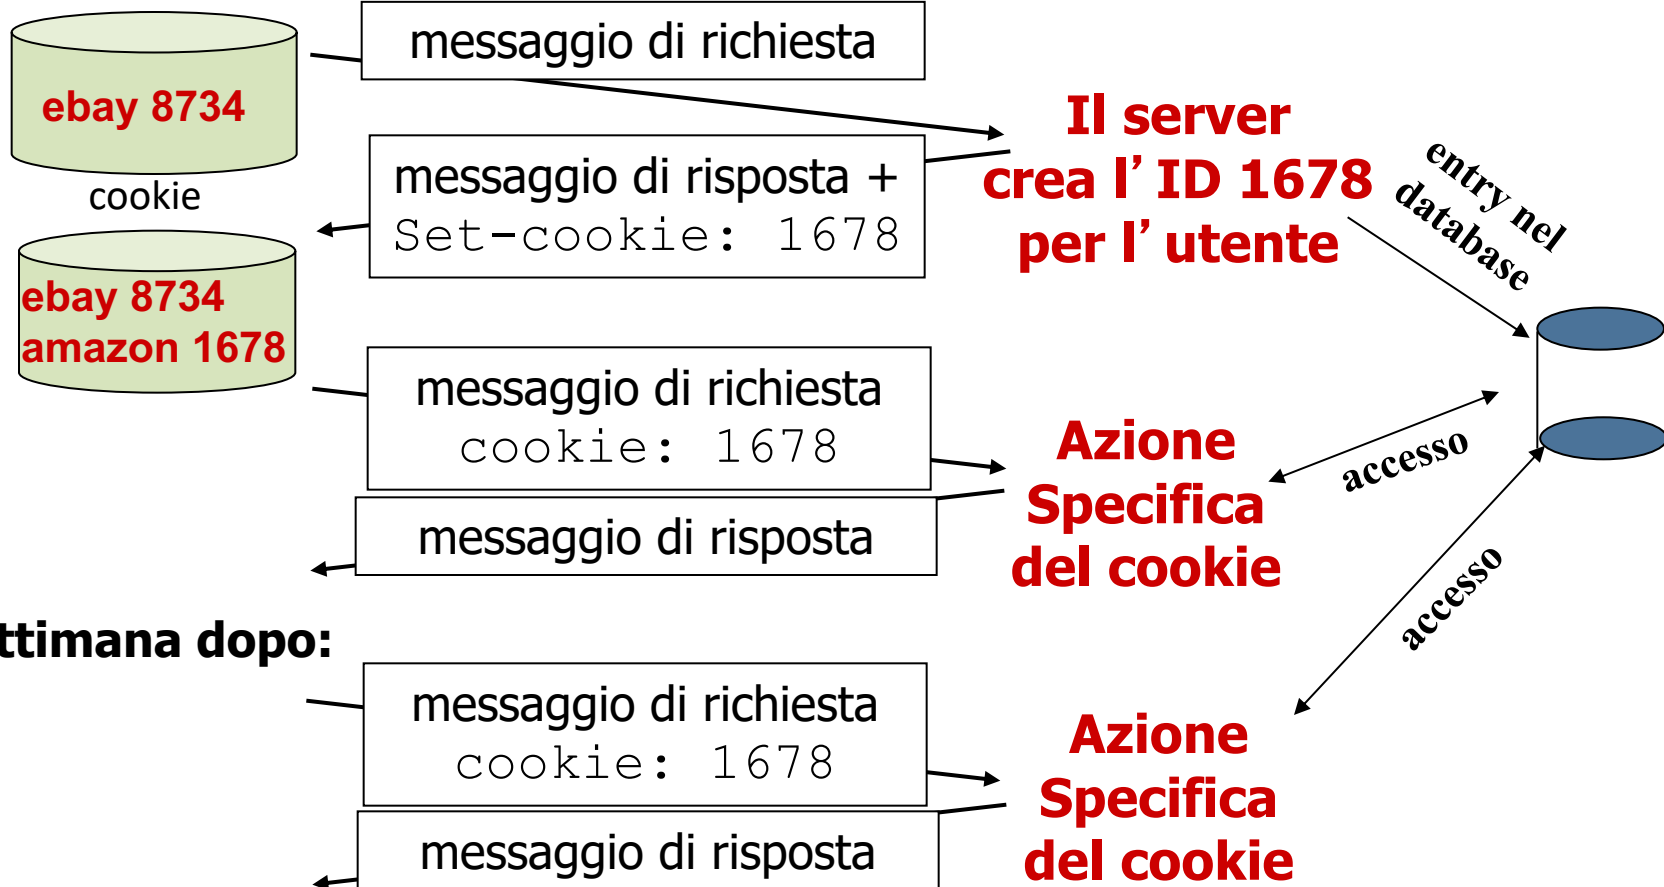 messaggio di richiesta
ebay 8734
cookie
messaggio di risposta +
Set-cookie: 1678
Il server
crea l’ID 1678
per l’utente
entry nel
database
ebay 8734
amazon 1678
messaggio di richiesta
cookie: 1678
messaggio di risposta
Azione
Specifica
del cookie
accesso
accesso
ttimana dopo:
messaggio di richiesta
cookie: 1678
messaggio di risposta
Azione
Specifica
del cookie